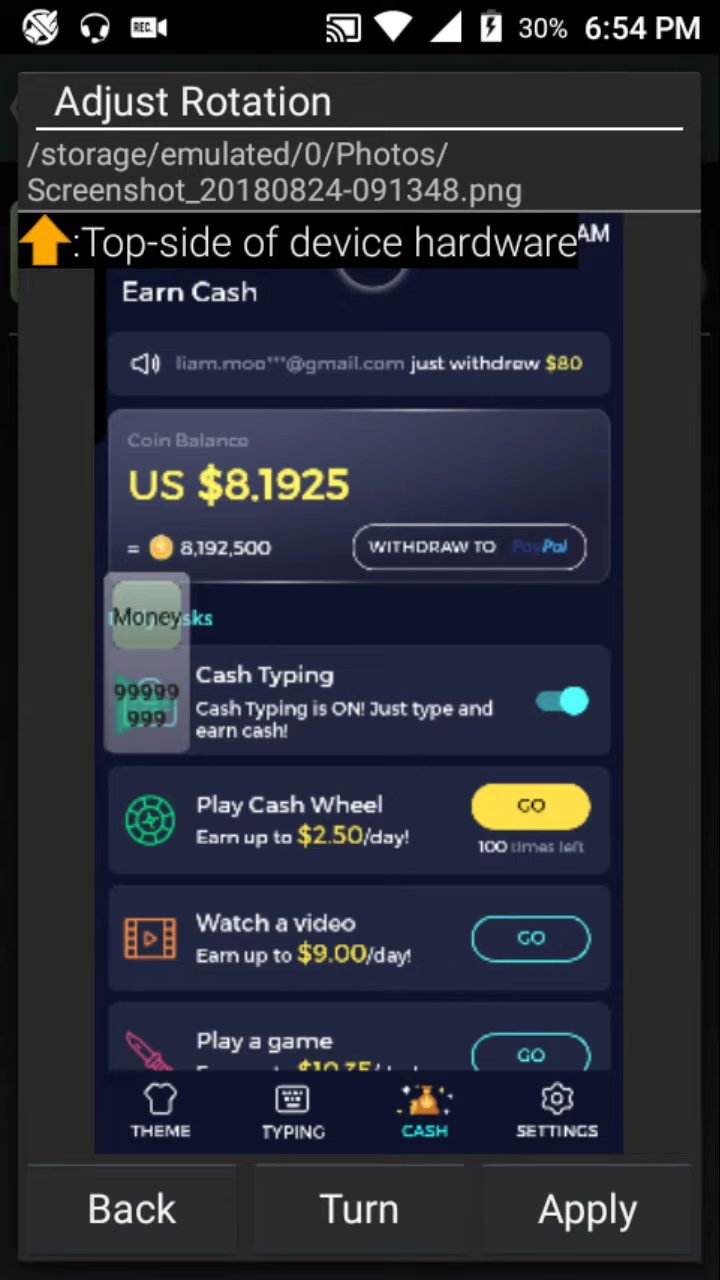 REC.
30% 6:54 PM
Adjust Rotation
/storage/emulated/0/Photos/
Screenshot_20180824-091348.png
:Top-side of device hardware
AM
Earn Cash
liam.moo***@gmail.com just withdrew $80
Coin Balance
US $8.1925
= 8,192,500
WITHDRAW TO PayPal
Money
sks
99999
999
Cash Typing
Cash Typing is ON! Just type and
earn cash!
Play Cash Wheel
Earn up to $2.50/day!
GO
100 times left
Watch a video
Earn up to $9.00/day!
GO
Play a game
GO
THEME
TYPING
CASH
SETTINGS
Back
Turn
Apply